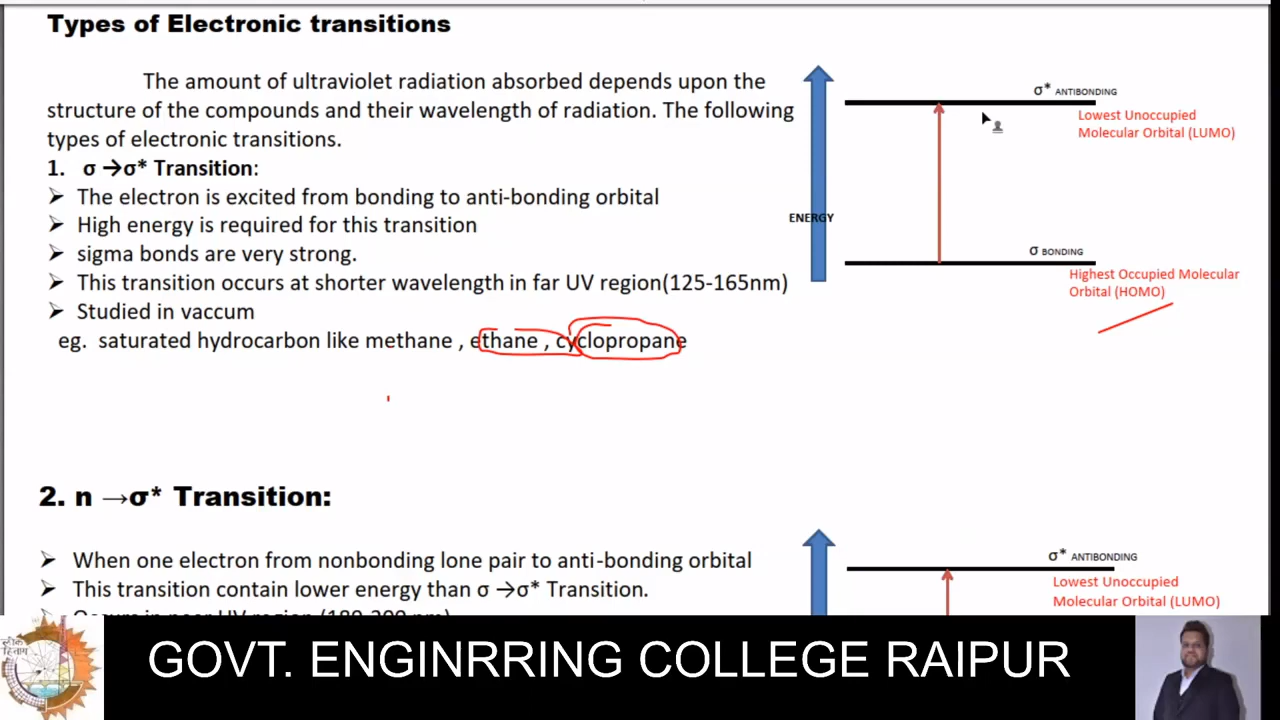 Types of Electronic transitions
The amount of ultraviolet radiation absorbed depends upon the
structure of the compounds and their wavelength of radiation. The following
types of electronic transitions.
1. σ →σ* Transition:
➢ The electron is excited from bonding to anti-bonding orbital
➢ High energy is required for this transition
➢ sigma bonds are very strong.
➢ This transition occurs at shorter wavelength in far UV region(125-165nm)
➢ Studied in vaccum
eg. saturated hydrocarbon like methane , ethane , cyclopropane
σ* ANTIBONDING
Lowest Unoccupied
Molecular Orbital (LUMO)
ENERGY
σ BONDING
Highest Occupied Molecular
Orbital (HOMO)
2. n →σ* Transition:
➢ When one electron from nonbonding lone pair to anti-bonding orbital
➢ This transition contain lower energy than σ →σ* Transition.
σ* ANTIBONDING
Lowest Unoccupied
Molecular Orbital (LUMO)
GOVT. ENGINRRING COLLEGE RAIPUR